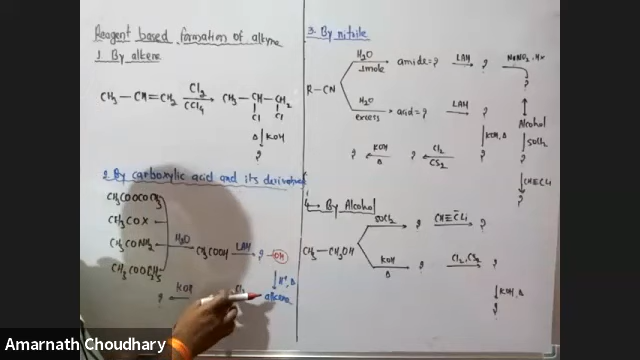 Reagent based formation of alkyne
1. By alkene
CH₃ — CH = CH₂ Cl₂ CCl₄ CH₃ — CH — CH₂
Cl Cl
Δ KOH
?
2. By carboxylic acid and its
CH₃COOCOCH₃
CH₃COX
CH₃CONH₂
CH₃COOC₂H₅
H₂O CH₃COOH LAH ? — OH
H⁺, Δ
alkene
Cl₂
KOH
?
3. By nitrile
R — CN
H₂O 1mole amide = ? LAH ? NaNO₂, HX
?
H₂O excess acid = ? LAH ?
Alcohol
SOCl₂
?
CH≡CLi
?
KOH, Δ
? KOH Δ ? Cl₂ CS₂ ?
4 By Alcohol
CH₃ — CH₂OH
SOCl₂ ? CH≡CLi ?
KOH Δ ? Cl₂, CS₂ ?
KOH, Δ
?
Amarnath Choudhary